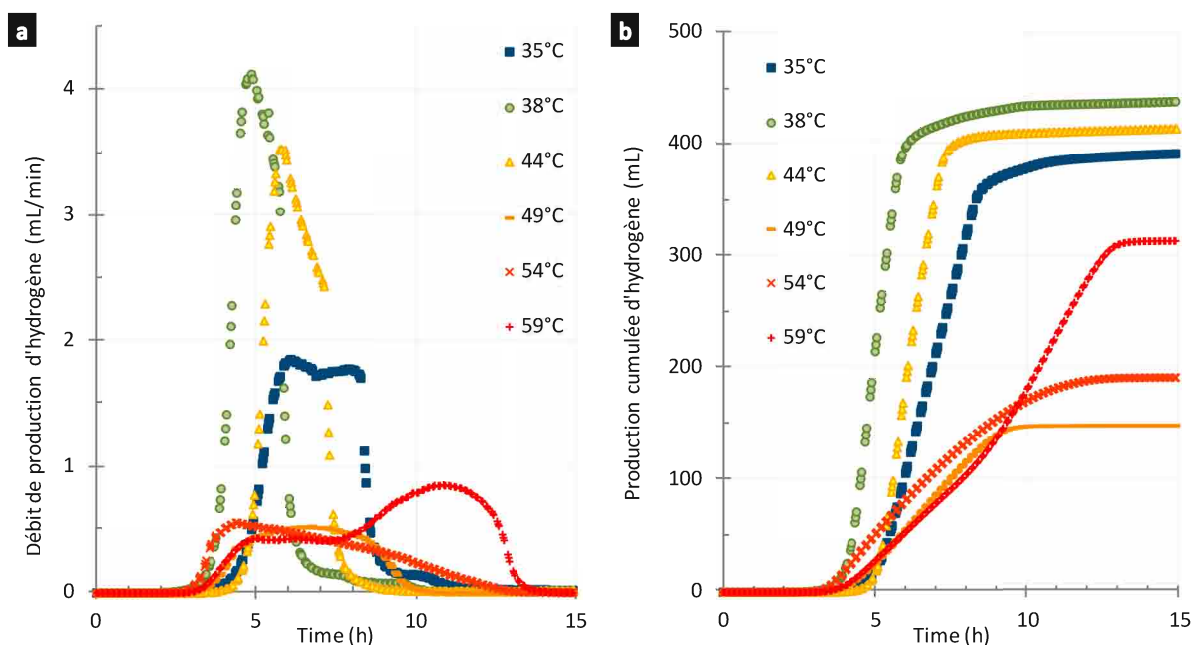 a
Débit de production d'hydrogène (mL/min)
4
3
2
1
0
0
5
10
15
Time (h)
35°C
38°C
44°C
49°C
54°C
59°C
b
Production cumulée d'hydrogène (mL)
500
400
300
200
100
0
0
5
10
15
Time (h)
35°C
38°C
44°C
49°C
54°C
59°C